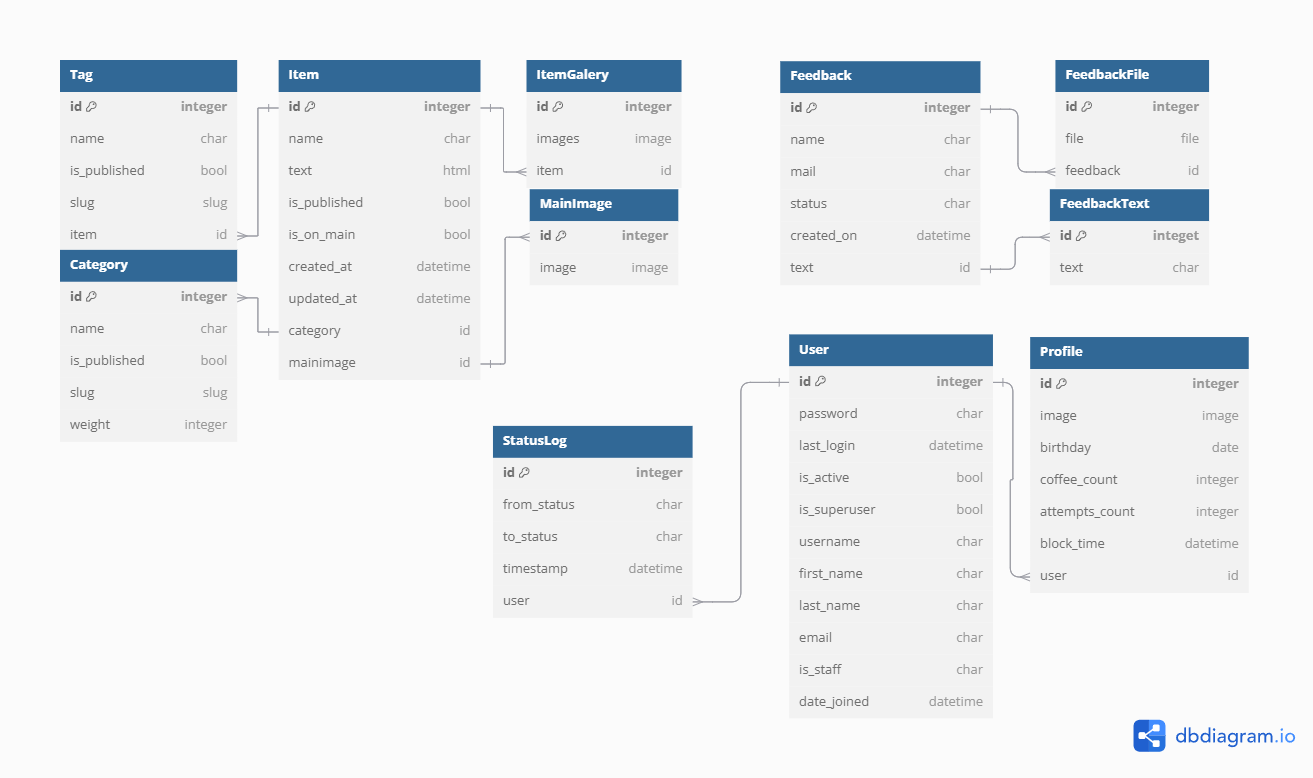 Tag
id integer
name char
is_published bool
slug slug
item id
Category
id integer
name char
is_published bool
slug slug
weight integer
Item
id integer
name char
text html
is_published bool
is_on_main bool
created_at datetime
updated_at datetime
category id
mainimage id
ItemGalery
id integer
images image
item id
MainImage
id integer
image image
Feedback
id integer
name char
mail char
status char
created_on datetime
text id
FeedbackFile
id integer
file file
feedback id
FeedbackText
id integet
text char
StatusLog
id integer
from_status char
to_status char
timestamp datetime
user id
User
id integer
password char
last_login datetime
is_active bool
is_superuser bool
username char
first_name char
last_name char
email char
is_staff char
date_joined datetime
Profile
id integer
image image
birthday date
coffee_count integer
attempts_count integer
block_time datetime
user id
dbdiagram.io